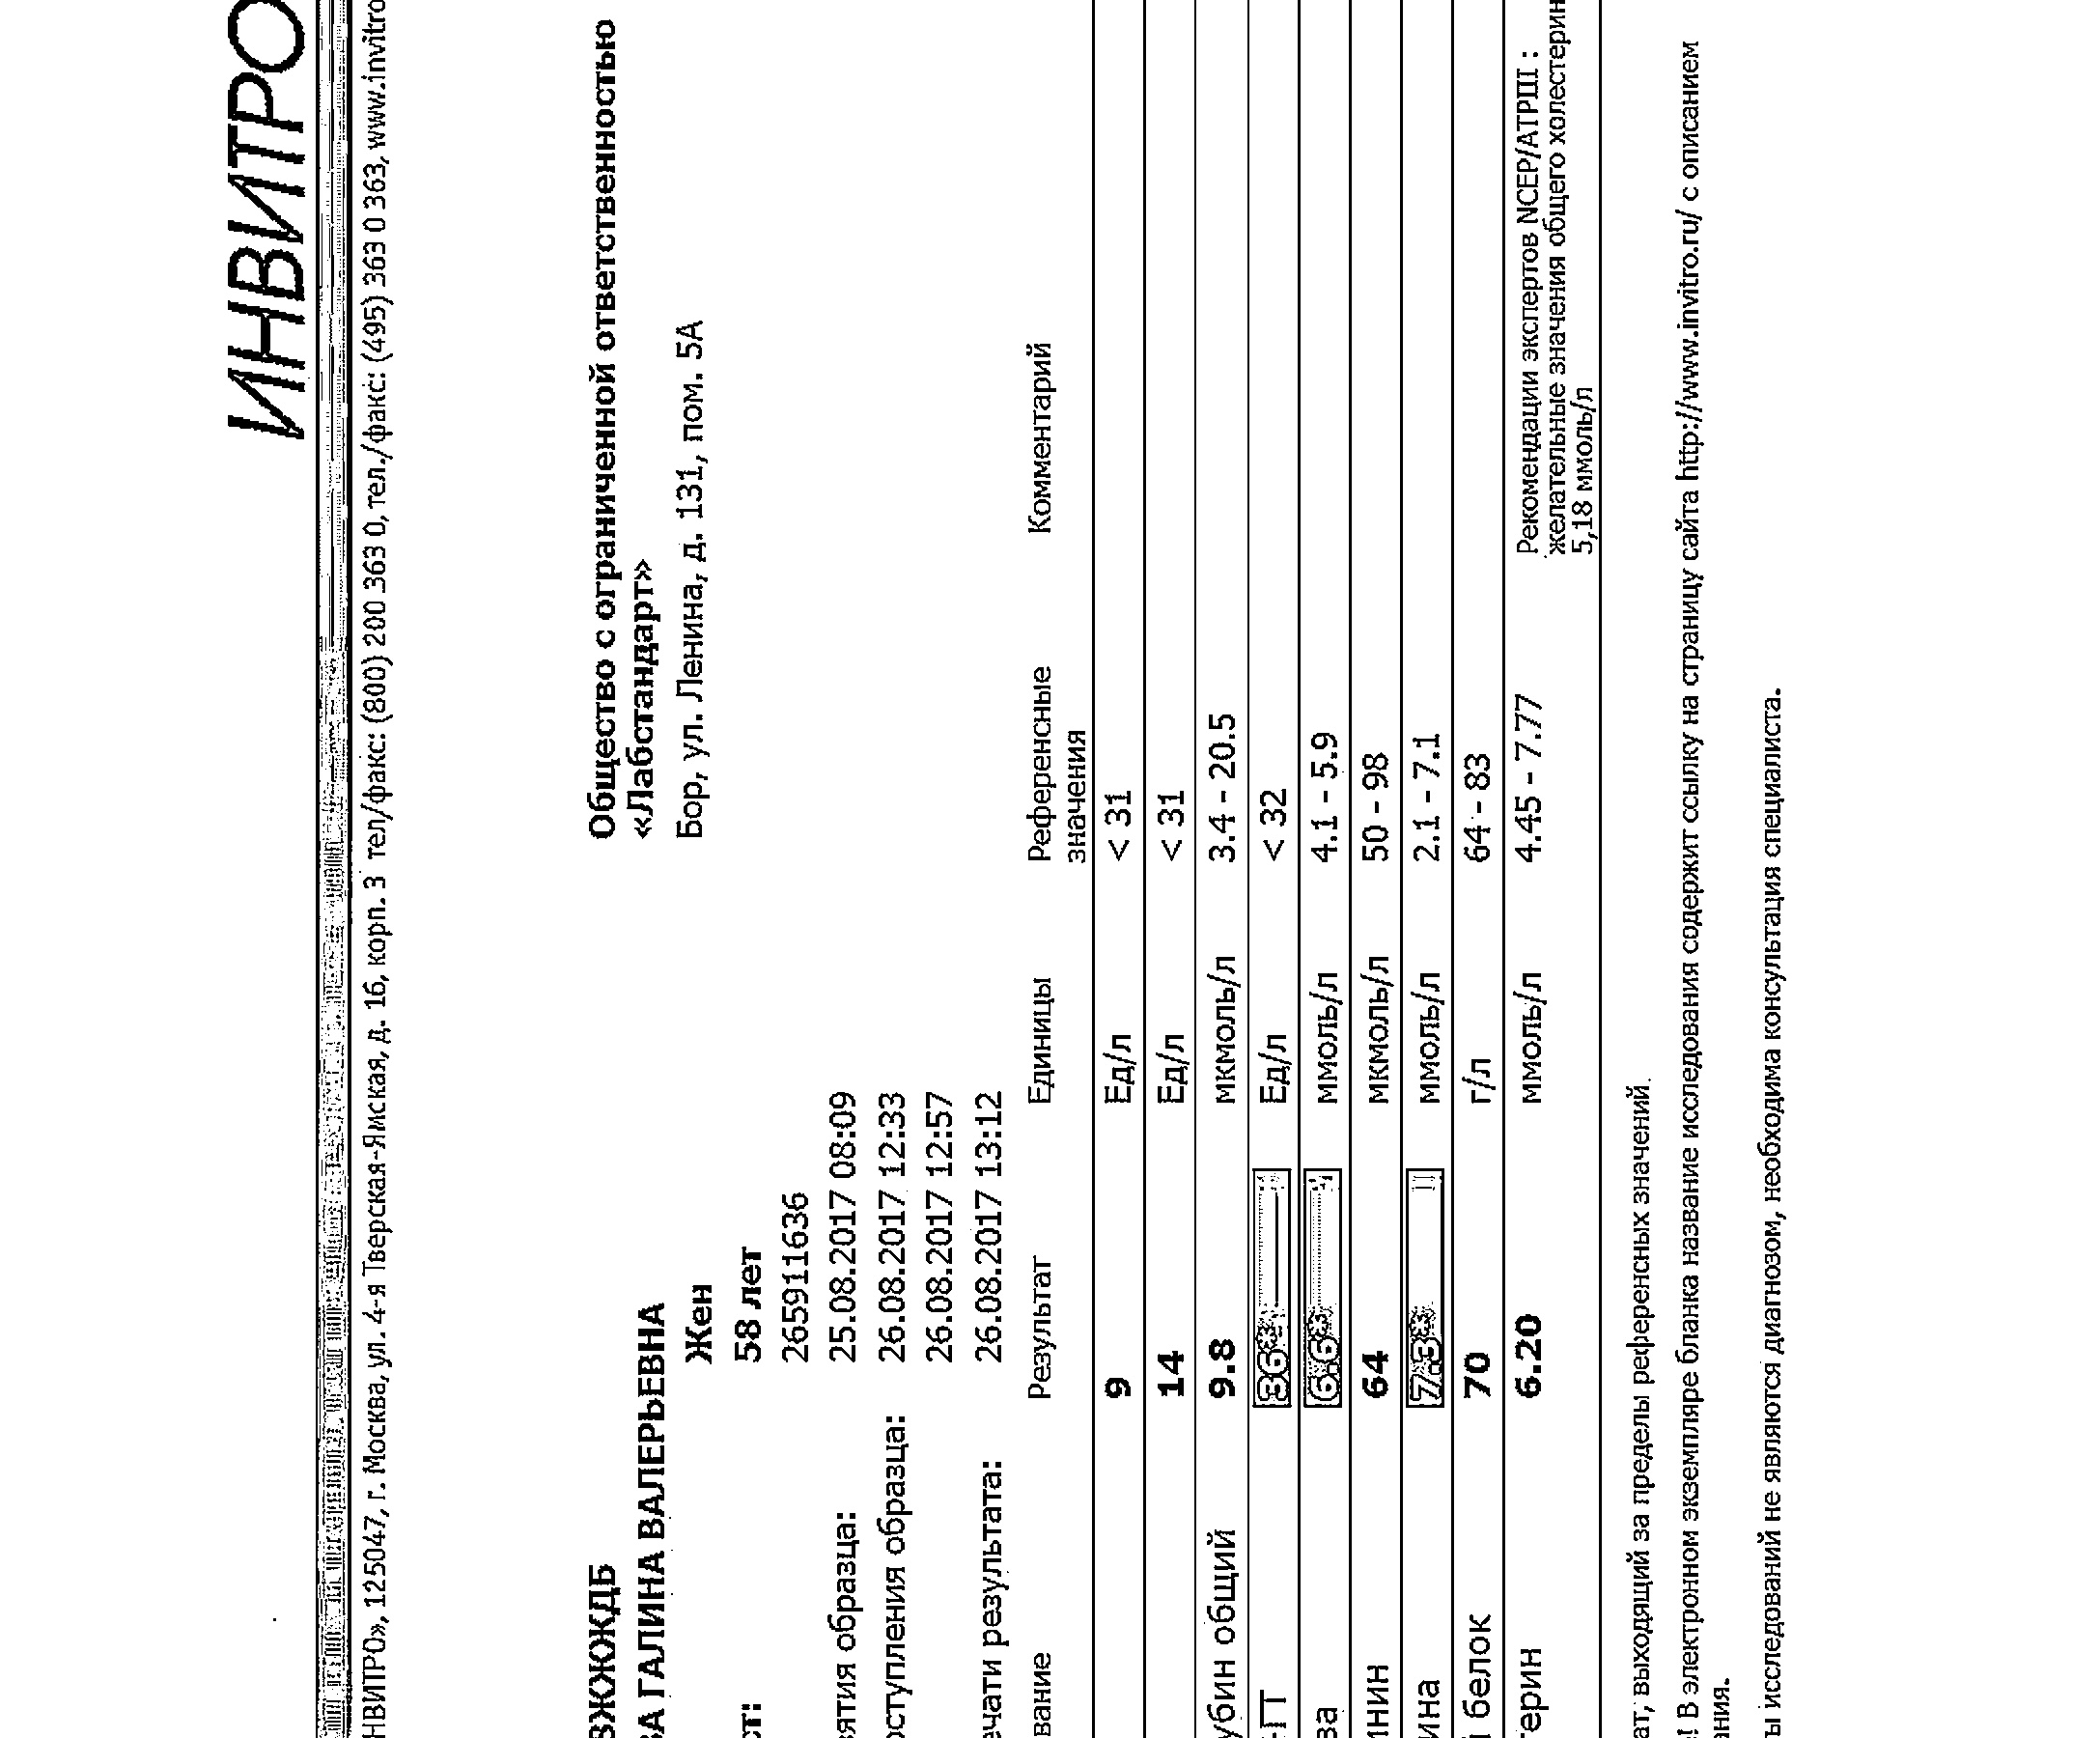 ИНВИТРО
НВИТРО», 125047, г. Москва, ул. 4-я Тверская-Ямская, д. 16, корп. 3 тел/факс: (800) 200 363 0, тел./факс: (495) 363 0 363, www.invitro
ВЖЖЖДБ
ВА ГАЛИНА ВАЛЕРЬЕВНА
Жен
ст: 58 лет
265911636
зятия образца: 25.08.2017 08:09
оступления образца: 26.08.2017 12:33
26.08.2017 12:57
ечати результата: 26.08.2017 13:12
Общество с ограниченной ответственностью
«Лабстандарт»
Бор, ул. Ленина, д. 131, пом. 5А
вание Результат Единицы Референсные значения Комментарий
9 Ед/л < 31
14 Ед/л < 31
убин общий 9.8 мкмоль/л 3.4 - 20.5
-ГТ 36* Ед/л < 32
за 6.6* ммоль/л 4.1 - 5.9
инин 64 мкмоль/л 50 - 98
ина 7.3* ммоль/л 2.1 - 7.1
й белок 70 г/л 64 - 83
терин 6.20 ммоль/л 4.45 - 7.77 Рекомендации экспертов NCEP/ATPIII :
желательные значения общего холестерин
5,18 ммоль/л
ат, выходящий за пределы референсных значений.
! В электронном экземпляре бланка название исследования содержит ссылку на страницу сайта http://www.invitro.ru/ с описанием
ания.
ы исследований не являются диагнозом, необходима консультация специалиста.